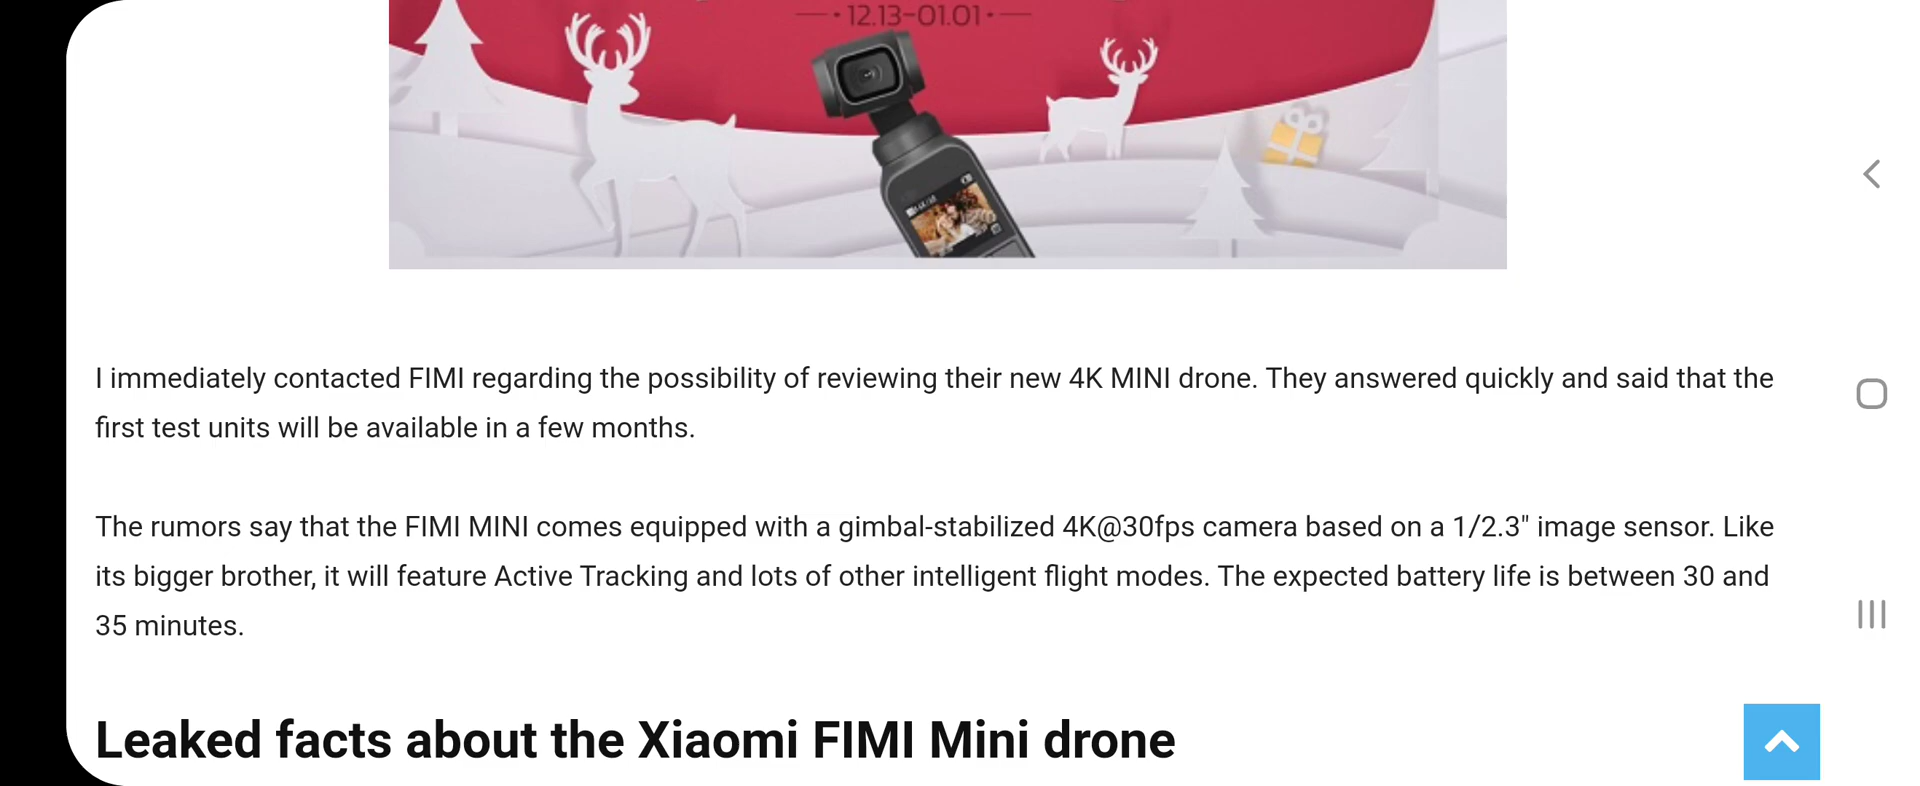 12.13-01.01
I immediately contacted FIMI regarding the possibility of reviewing their new 4K MINI drone. They answered quickly and said that the
first test units will be available in a few months.
The rumors say that the FIMI MINI comes equipped with a gimbal-stabilized 4K@30fps camera based on a 1/2.3" image sensor. Like
its bigger brother, it will feature Active Tracking and lots of other intelligent flight modes. The expected battery life is between 30 and
35 minutes.
Leaked facts about the Xiaomi FIMI Mini drone